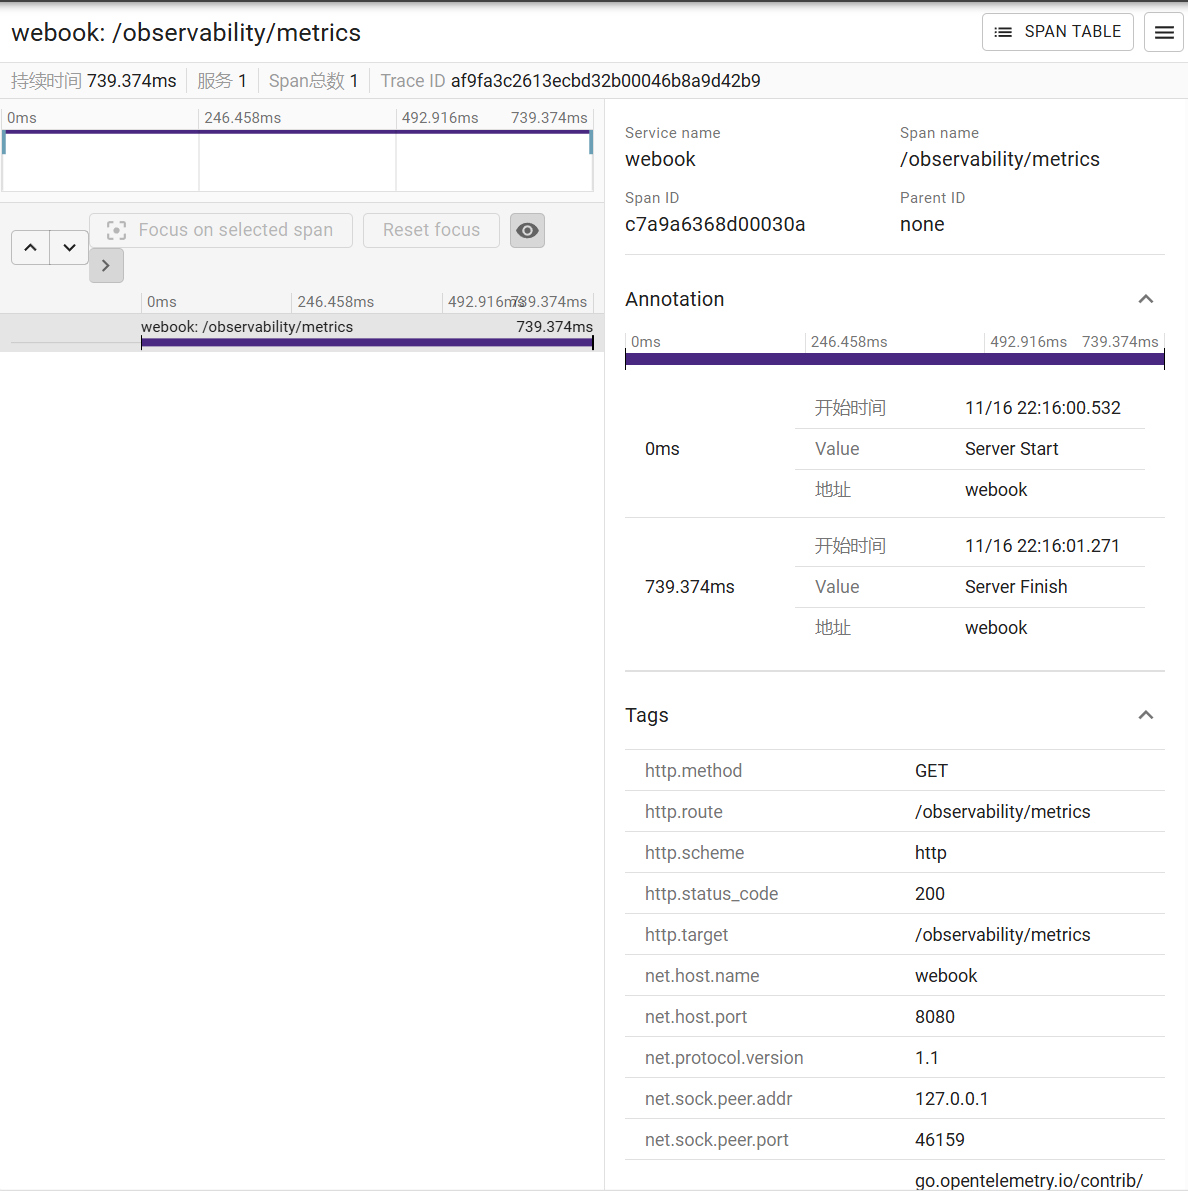 webook: /observability/metrics
SPAN TABLE
持续时间 739.374ms 服务 1 Span总数 1 Trace ID af9fa3c2613ecbd32b00046b8a9d42b9
0ms 246.458ms 492.916ms 739.374ms
Focus on selected span Reset focus
0ms 246.458ms 492.916ms 739.374ms
webook: /observability/metrics 739.374ms
Service name Span name
webook /observability/metrics
Span ID Parent ID
c7a9a6368d00030a none
Annotation
0ms 246.458ms 492.916ms 739.374ms
开始时间 11/16 22:16:00.532
0ms Value Server Start
地址 webook
开始时间 11/16 22:16:01.271
739.374ms Value Server Finish
地址 webook
Tags
http.method GET
http.route /observability/metrics
http.scheme http
http.status_code 200
http.target /observability/metrics
net.host.name webook
net.host.port 8080
net.protocol.version 1.1
net.sock.peer.addr 127.0.0.1
net.sock.peer.port 46159
go.opentelemetry.io/contrib/